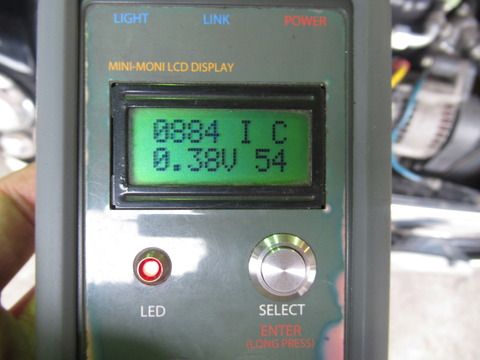 LIGHT LINK POWER
MINI-MONI LCD DISPLAY
0884 I C
0.38V 54
LED SELECT
ENTER
(LONG PRESS)